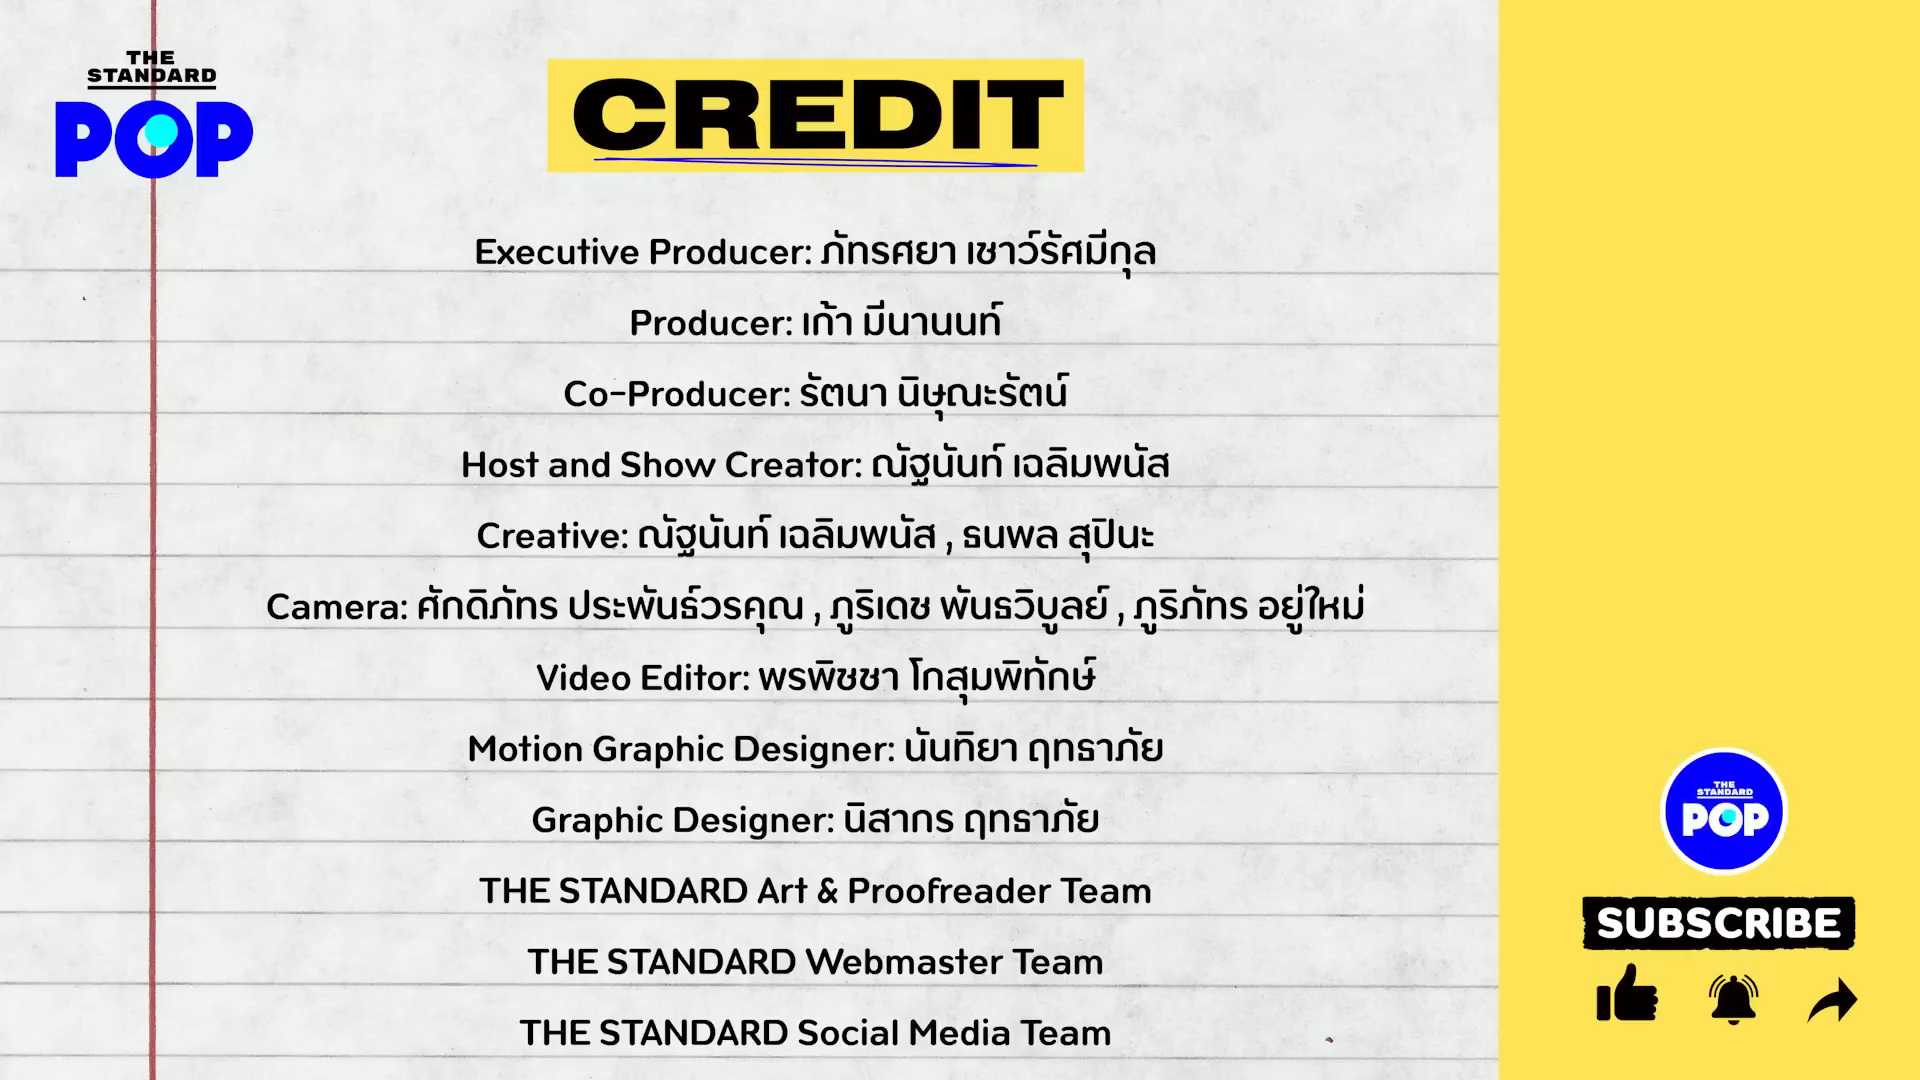 THE
STANDARD
POP
CREDIT
Executive Producer: ภัทรศยา เชาว์รัศมีกุล
Producer: เก้า มีนานนท์
Co-Producer: รัตนา นิษุณะรัตน์
Host and Show Creator: ณัฐนันท์ เฉลิมพนัส
Creative: ณัฐนันท์ เฉลิมพนัส , ธนพล สุปินะ
Camera: ศักดิภัทร ประพันธ์วรคุณ , ภูริเดช พันธวิบูลย์ , ภูริภัทร อยู่ใหม่
Video Editor: พรพิชชา โกสุมพิทักษ์
Motion Graphic Designer: นันทิยา ฤทธาภัย
Graphic Designer: นิสากร ฤทธาภัย
THE STANDARD Art & Proofreader Team
THE STANDARD Webmaster Team
THE STANDARD Social Media Team
THE
STANDARD
POP
SUBSCRIBE